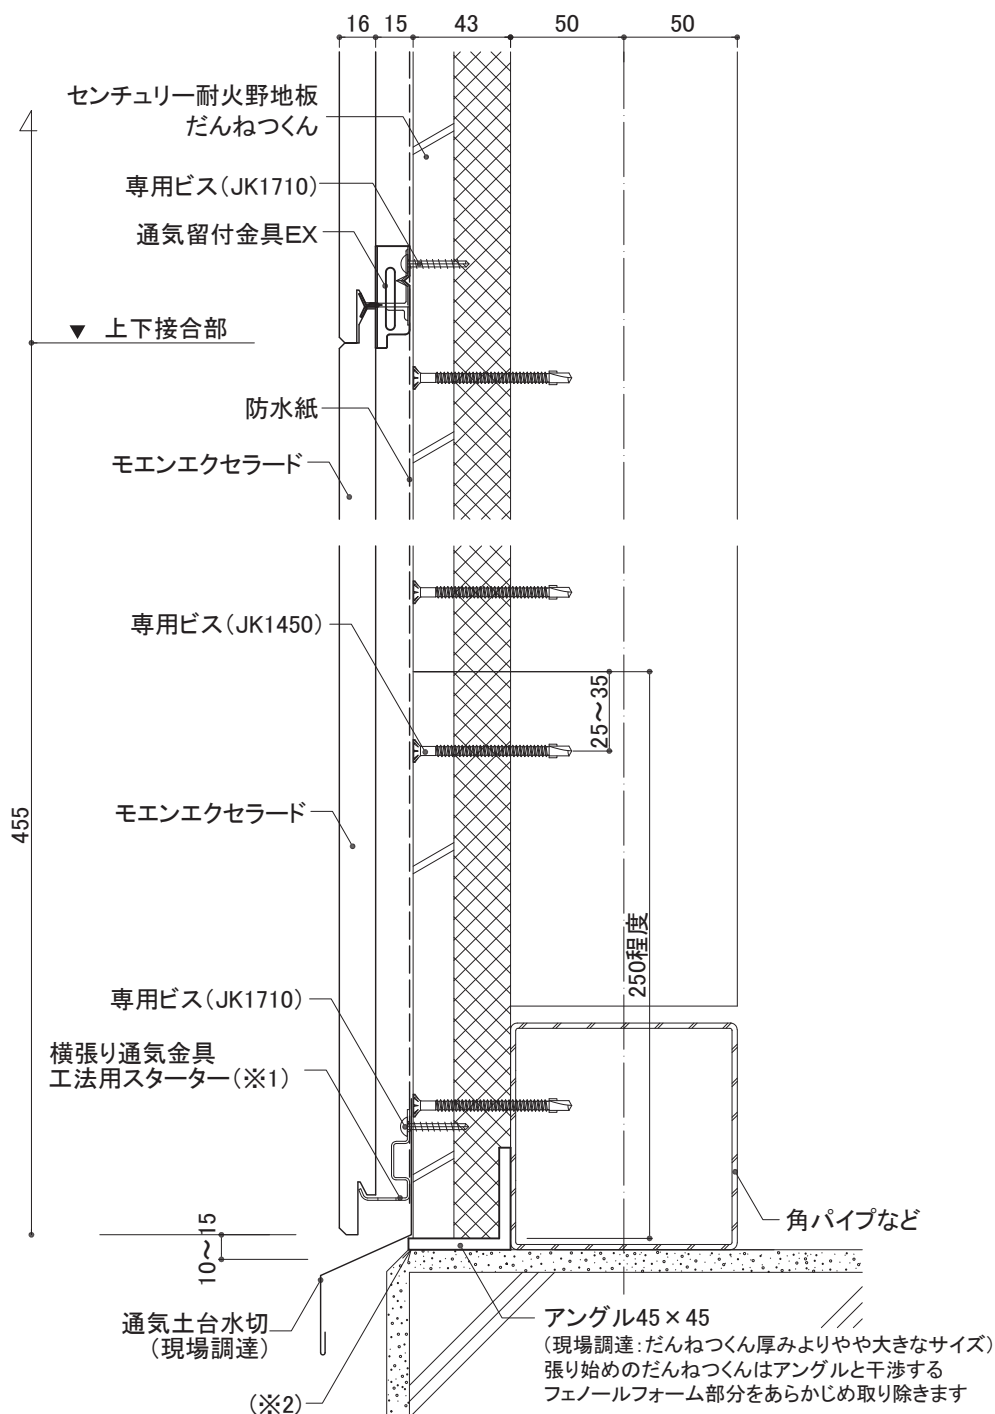 16 15 43 50 50
センチュリー耐火野地板
だんねつくん
専用ビス(JK1710)
通気留付金具EX
▼ 上下接合部
防水紙
モエンエクセラード
専用ビス(JK1450)
25～35
455
モエンエクセラード
250程度
専用ビス(JK1710)
横張り通気金具
工法用スターター(※1)
角パイプなど
10～15
通気土台水切
(現場調達)
アングル45×45
(現場調達:だんねつくん厚みよりやや大きなサイズ)
張り始めのだんねつくんはアングルと干渉する
フェノールフォーム部分をあらかじめ取り除きます
(※2)